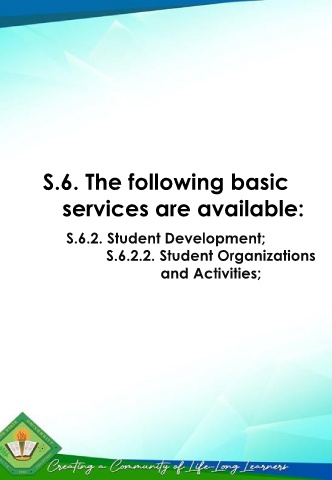 S.6. The following basic
services are available:
S.6.2. Student Development;
S.6.2.2. Student Organizations
and Activities;
Creating a Community of Life-Long Learners